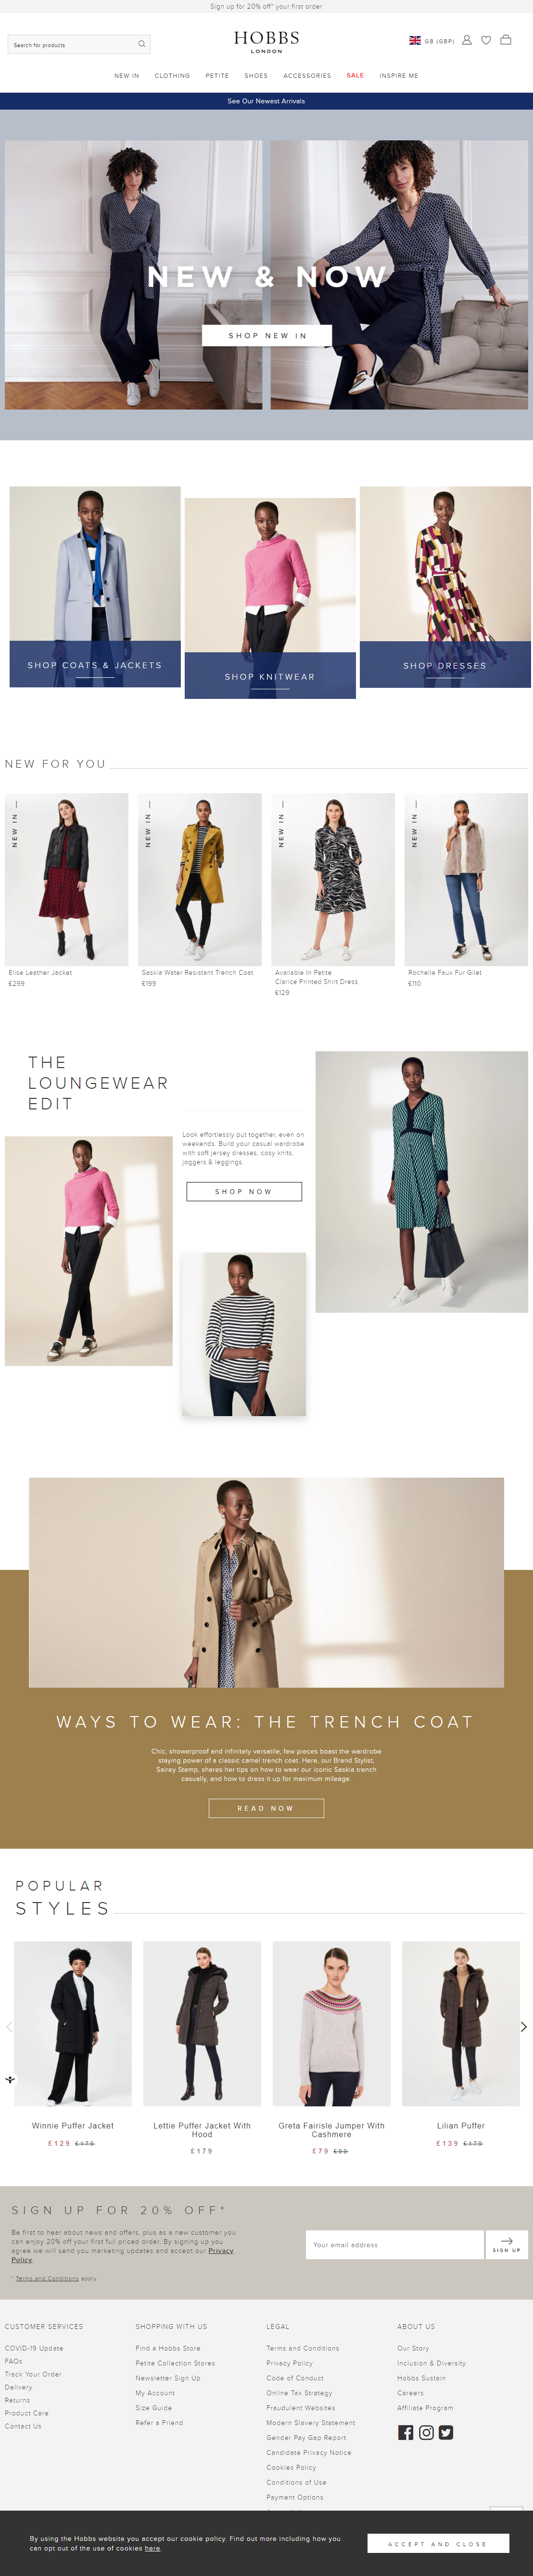 Sign up for 20% off* your first order
Search for products
HOBBS
LONDON
GB (GBP)
NEW IN
CLOTHING
PETITE
SHOES
ACCESSORIES
SALE
INSPIRE ME
See Our Newest Arrivals
NEW & NOW
SHOP NEW IN
SHOP COATS & JACKETS
SHOP KNITWEAR
SHOP DRESSES
NEW FOR YOU
NEW IN
NEW IN
NEW IN
NEW IN
Elise Leather Jacket
£299
Saskia Water Resistant Trench Coat
£199
Available In Petite
Clarice Printed Shirt Dress
£129
Rochelle Faux Fur Gilet
£110
THE
LOUNGEWEAR
EDIT
Look effortlessly put together, even on
weekends. Build your casual wardrobe
with soft jersey dresses, cosy knits,
joggers & leggings.
SHOP NOW
WAYS TO WEAR: THE TRENCH COAT
Chic, showerproof and infinitely versatile, few pieces boast the wardrobe
staying power of a classic camel trench coat. Here, our Brand Stylist,
Salrey Stemp, shares her tips on how to wear our iconic Saskia trench
casually, and how to dress it up for maximum mileage.
READ NOW
POPULAR
STYLES
Winnie Puffer Jacket
£129 £179
Lettie Puffer Jacket With
Hood
£179
Greta Fairisle Jumper With
Cashmere
£79 £99
Lilian Puffer
£139 £179
SIGN UP FOR 20% OFF*
Be first to hear about news and offers, plus as a new customer you
can enjoy 20% off your first full priced order. By signing up you
agree we will send you marketing updates and accept our Privacy
Policy.
* Terms and Conditions apply
Your email address
SIGN UP
CUSTOMER SERVICES
COVID-19 Update
FAQs
Track Your Order
Delivery
Returns
Product Care
Contact Us
SHOPPING WITH US
Find a Hobbs Store
Petite Collection Stores
Newsletter Sign Up
My Account
Size Guide
Refer a Friend
LEGAL
Terms and Conditions
Privacy Policy
Code of Conduct
Online Tax Strategy
Fraudulent Websites
Modern Slavery Statement
Gender Pay Gap Report
Candidate Privacy Notice
Cookies Policy
Conditions of Use
Payment Options
ABOUT US
Our Story
Inclusion & Diversity
Hobbs Sustain
Careers
Affiliate Program
By using the Hobbs website you accept our cookie policy. Find out more including how you
can opt out of the use of cookies here.
ACCEPT AND CLOSE